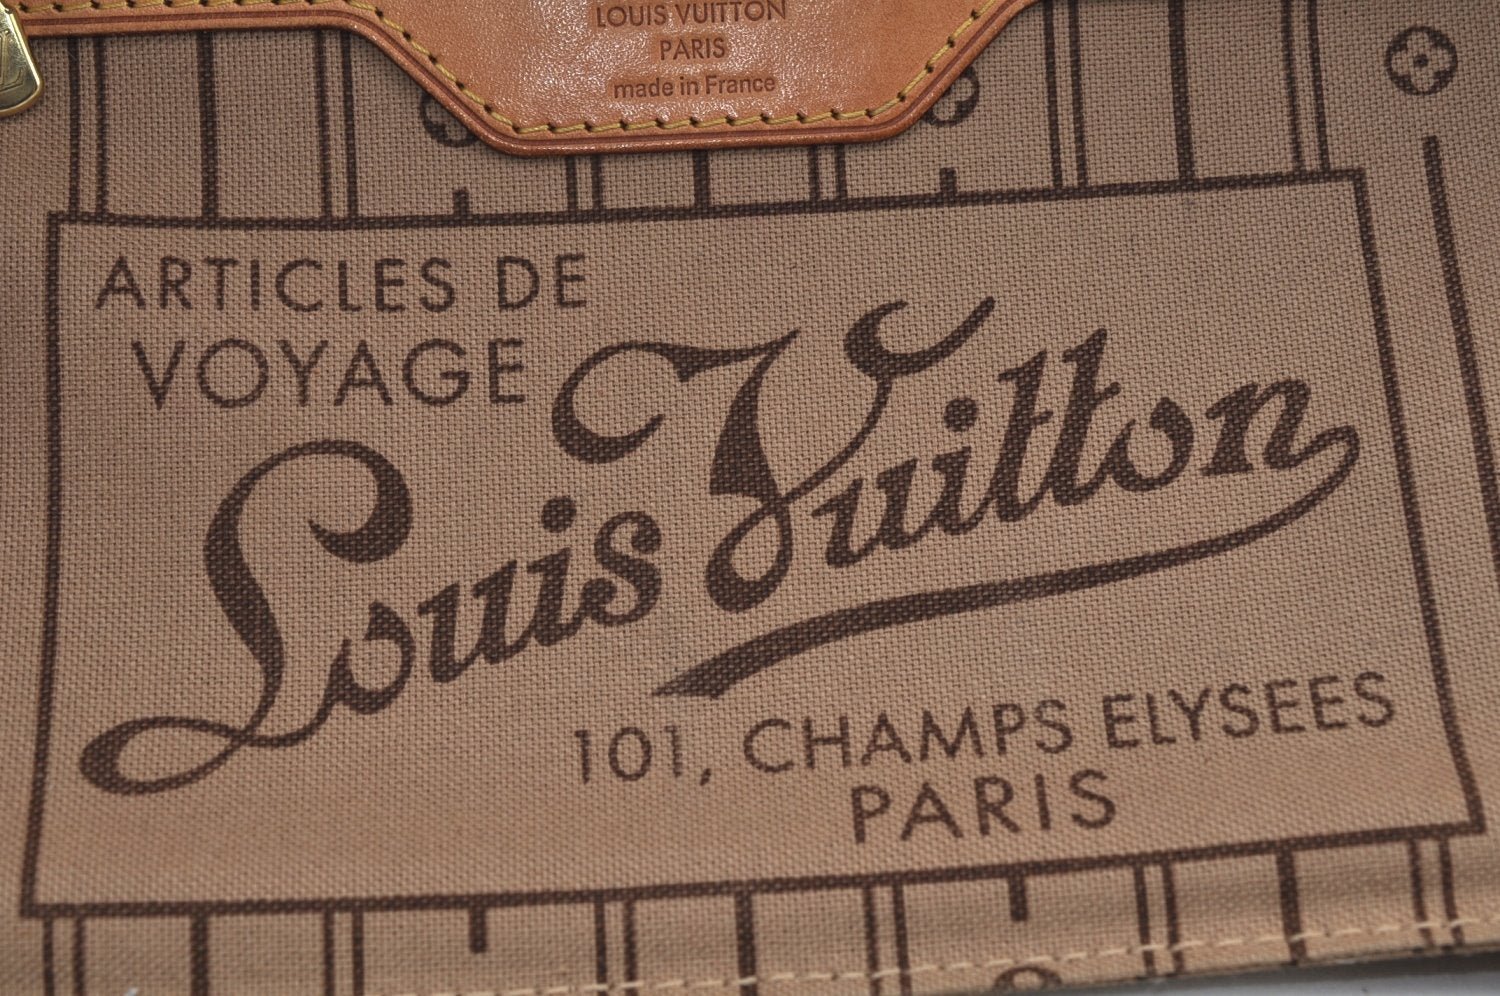 LOUIS VUITTON
PARIS
made in France
ARTICLES DE
VOYAGE
Louis Vuitton
101, CHAMPS ELYSEES
PARIS